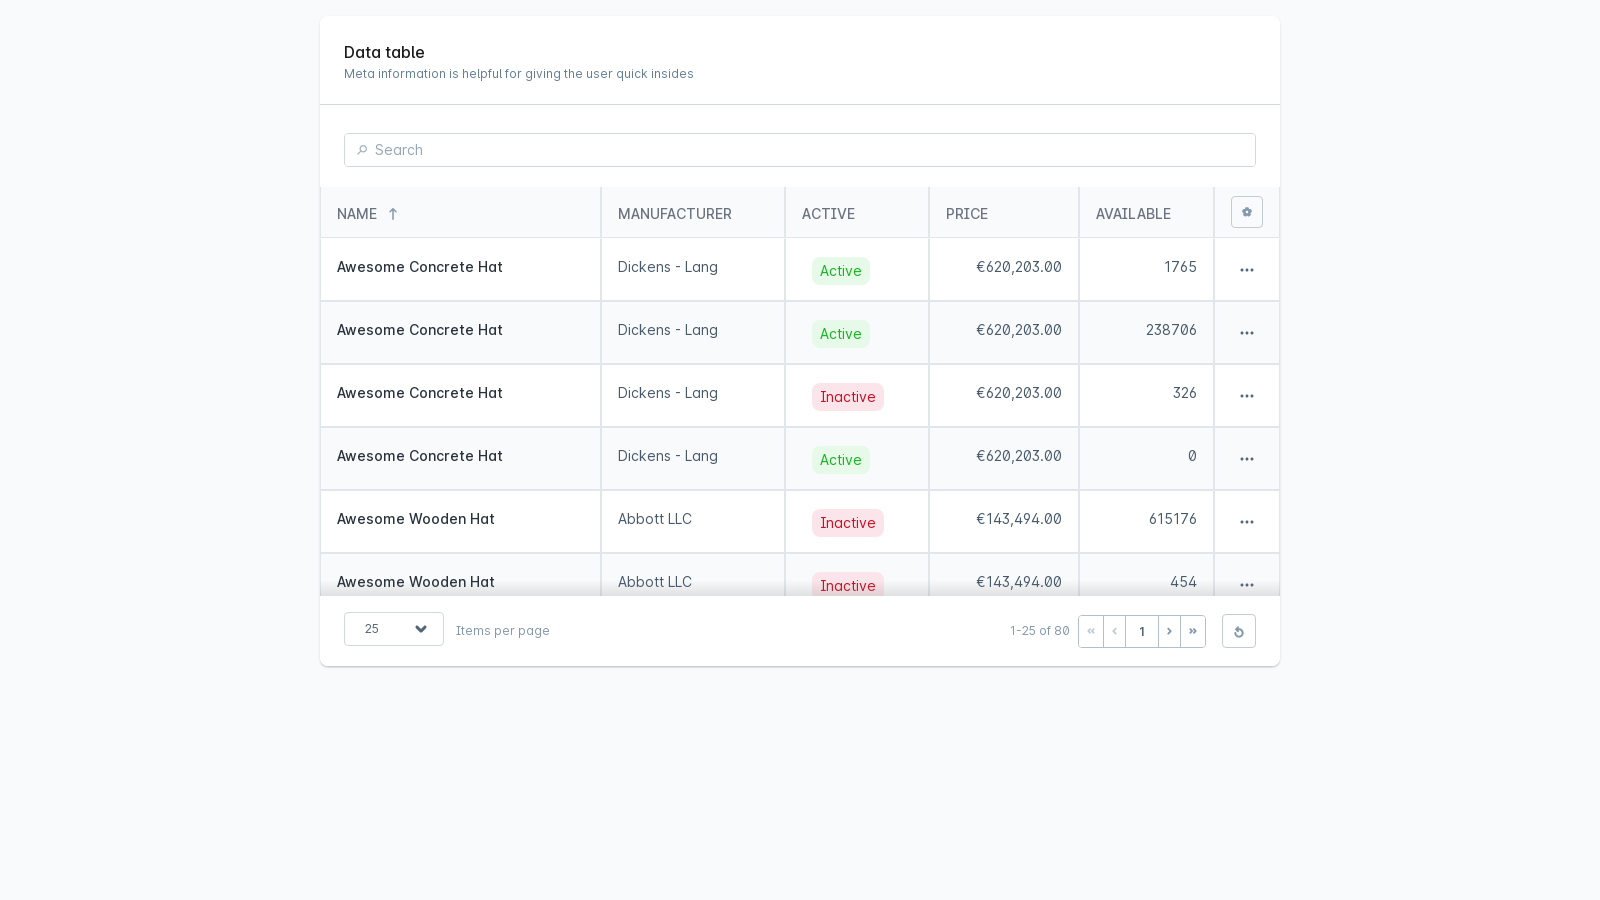 Data table
Meta information is helpful for giving the user quick insides
Search
NAME MANUFACTURER ACTIVE PRICE AVAILABLE
Awesome Concrete Hat Dickens - Lang Active €620,203.00 1765
Awesome Concrete Hat Dickens - Lang Active €620,203.00 238706
Awesome Concrete Hat Dickens - Lang Inactive €620,203.00 326
Awesome Concrete Hat Dickens - Lang Active €620,203.00 0
Awesome Wooden Hat Abbott LLC Inactive €143,494.00 615176
Awesome Wooden Hat Abbott LLC Inactive €143,494.00 454
25 Items per page 1-25 of 80 « ‹ 1 › »